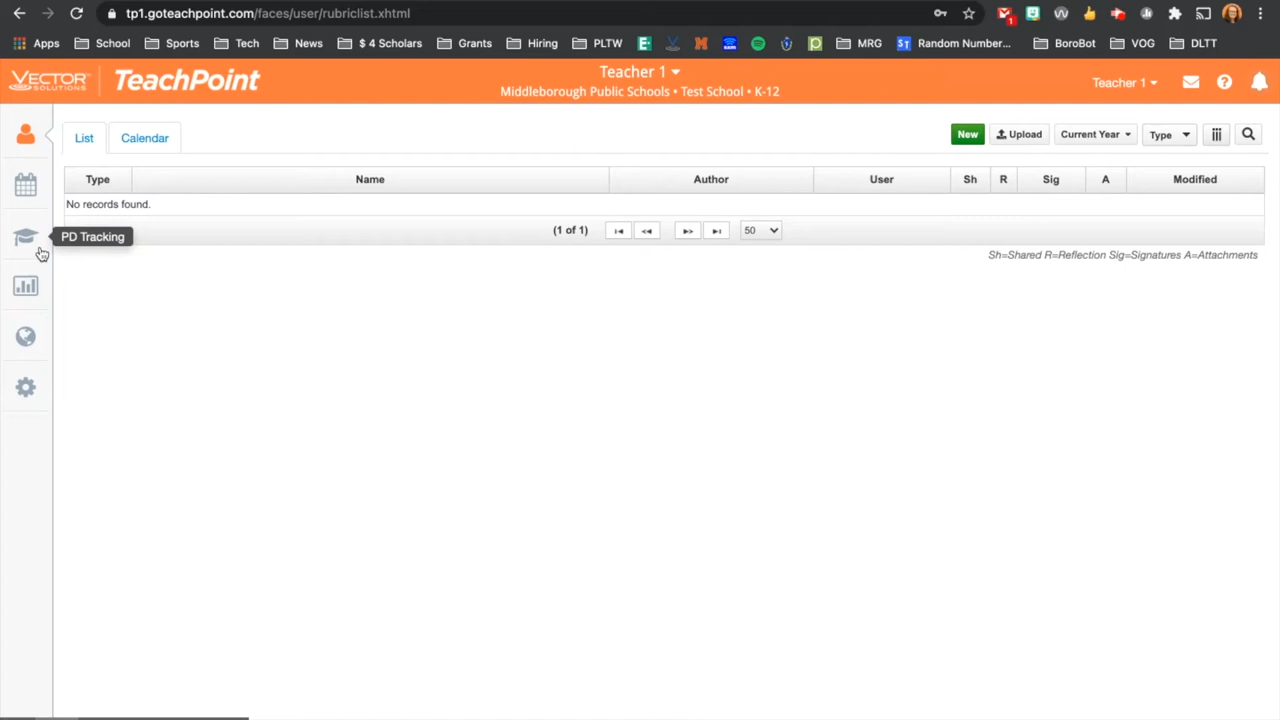 tp1.goteachpoint.com/faces/user/rubriclist.xhtml
1
Apps School Sports Tech News $ 4 Scholars Grants Hiring PLTW MRG Random Number... BoroBot VOG DLTT
VECTOR SOLUTIONS TeachPoint
Teacher 1
Middleborough Public Schools • Test School • K-12
Teacher 1
List Calendar
New Upload Current Year Type
Type Name Author User Sh R Sig A Modified
No records found.
(1 of 1) 50
PD Tracking
Sh=Shared R=Reflection Sig=Signatures A=Attachments